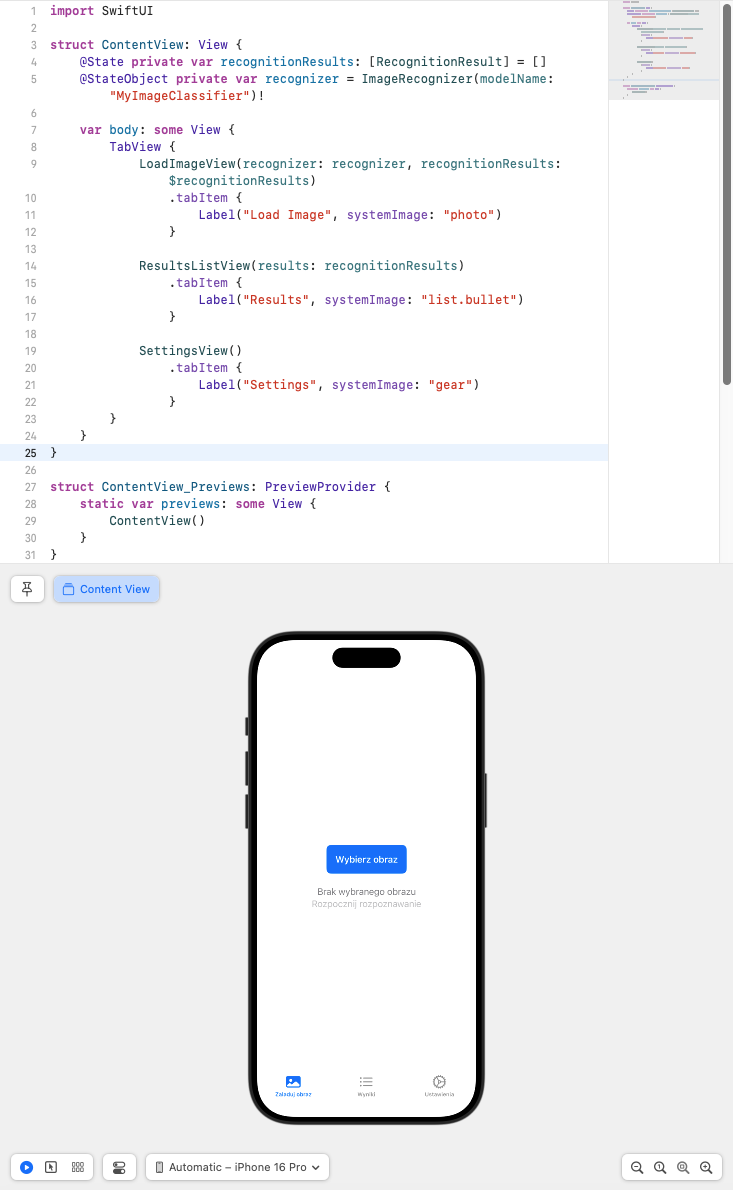 1 import SwiftUI
2
3 struct ContentView: View {
4 @State private var recognitionResults: [RecognitionResult] = []
5 @StateObject private var recognizer = ImageRecognizer(modelName:
"MyImageClassifier")!
6
7 var body: some View {
8 TabView {
9 LoadImageView(recognizer: recognizer, recognitionResults:
$recognitionResults)
10 .tabItem {
11 Label("Load Image", systemImage: "photo")
12 }
13
14 ResultsListView(results: recognitionResults)
15 .tabItem {
16 Label("Results", systemImage: "list.bullet")
17 }
18
19 SettingsView()
20 .tabItem {
21 Label("Settings", systemImage: "gear")
22 }
23 }
24 }
25 }
26
27 struct ContentView_Previews: PreviewProvider {
28 static var previews: some View {
29 ContentView()
30 }
31 }
Content View
Wybierz obraz
Brak wybranego obrazu
Rozpocznij rozpoznawanie
Załaduj obraz Wyniki Ustawienia
Automatic – iPhone 16 Pro